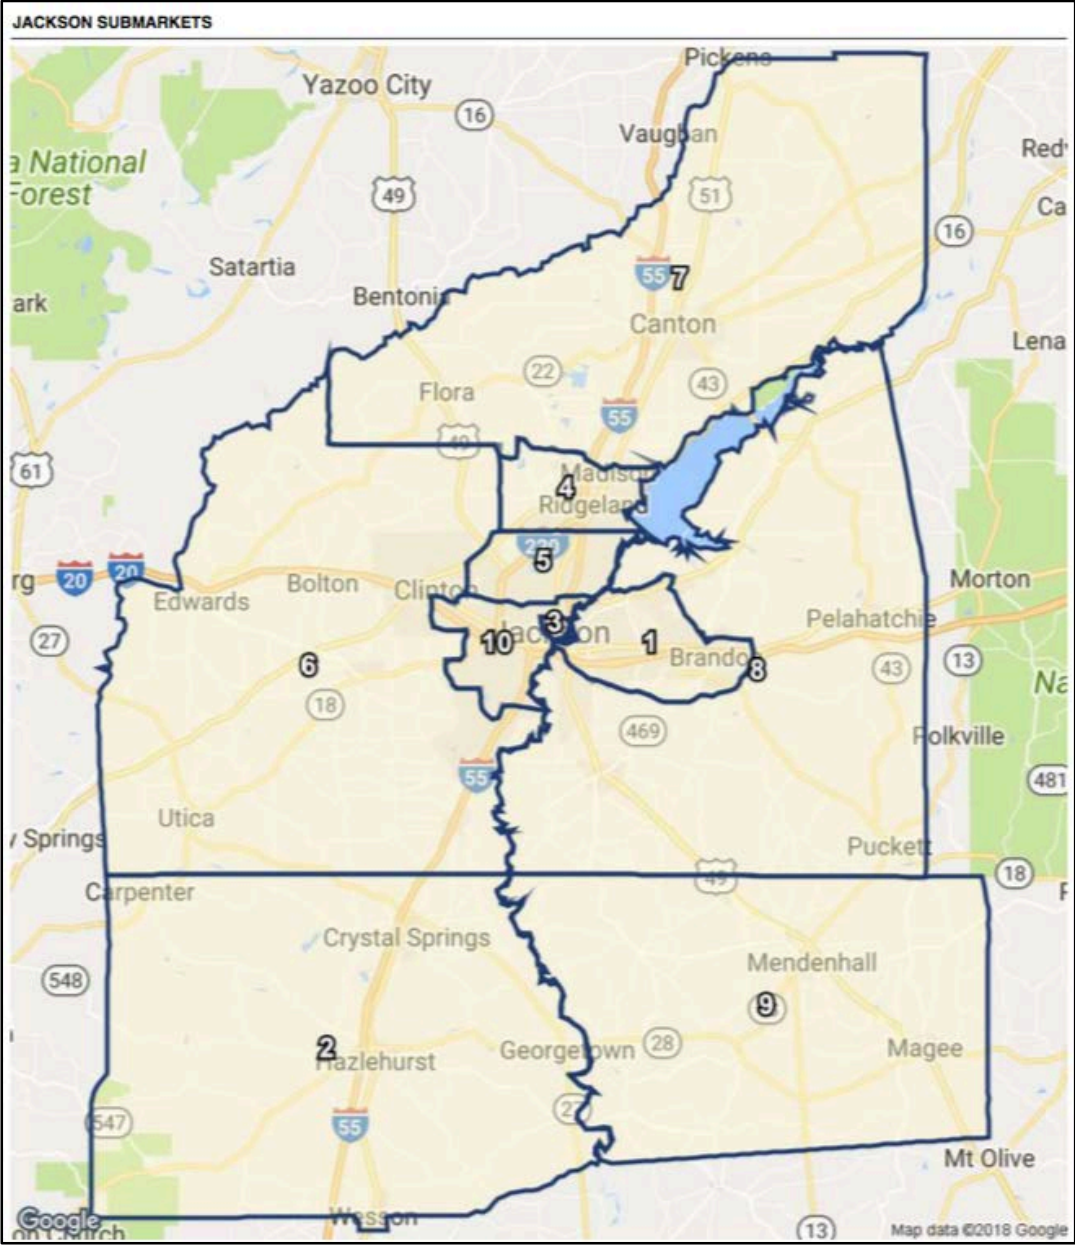 JACKSON SUBMARKETS
Pickens
Yazoo City
16
Vaughan
Red
a National
Forest
49
51
Ca
16
Satartia
55
7
ark
Bentonia
Canton
Lena
22
43
Flora
55
49
61
Madison
4
Ridgeland
220
5
rg
20
20
Bolton
Clinton
Morton
Edwards
Pelahatchie
27
3
Jackson
10
1
Brandon
8
6
43
13
Na
18
469
Polkville
55
481
Utica
y Springs
Puckett
49
18
Carpenter
Crystal Springs
Mendenhall
548
9
2
Hazlehurst
Georgetown
28
Magee
547
27
55
Mt Olive
Wesson
Google
on Church
13
Map data ©2018 Google